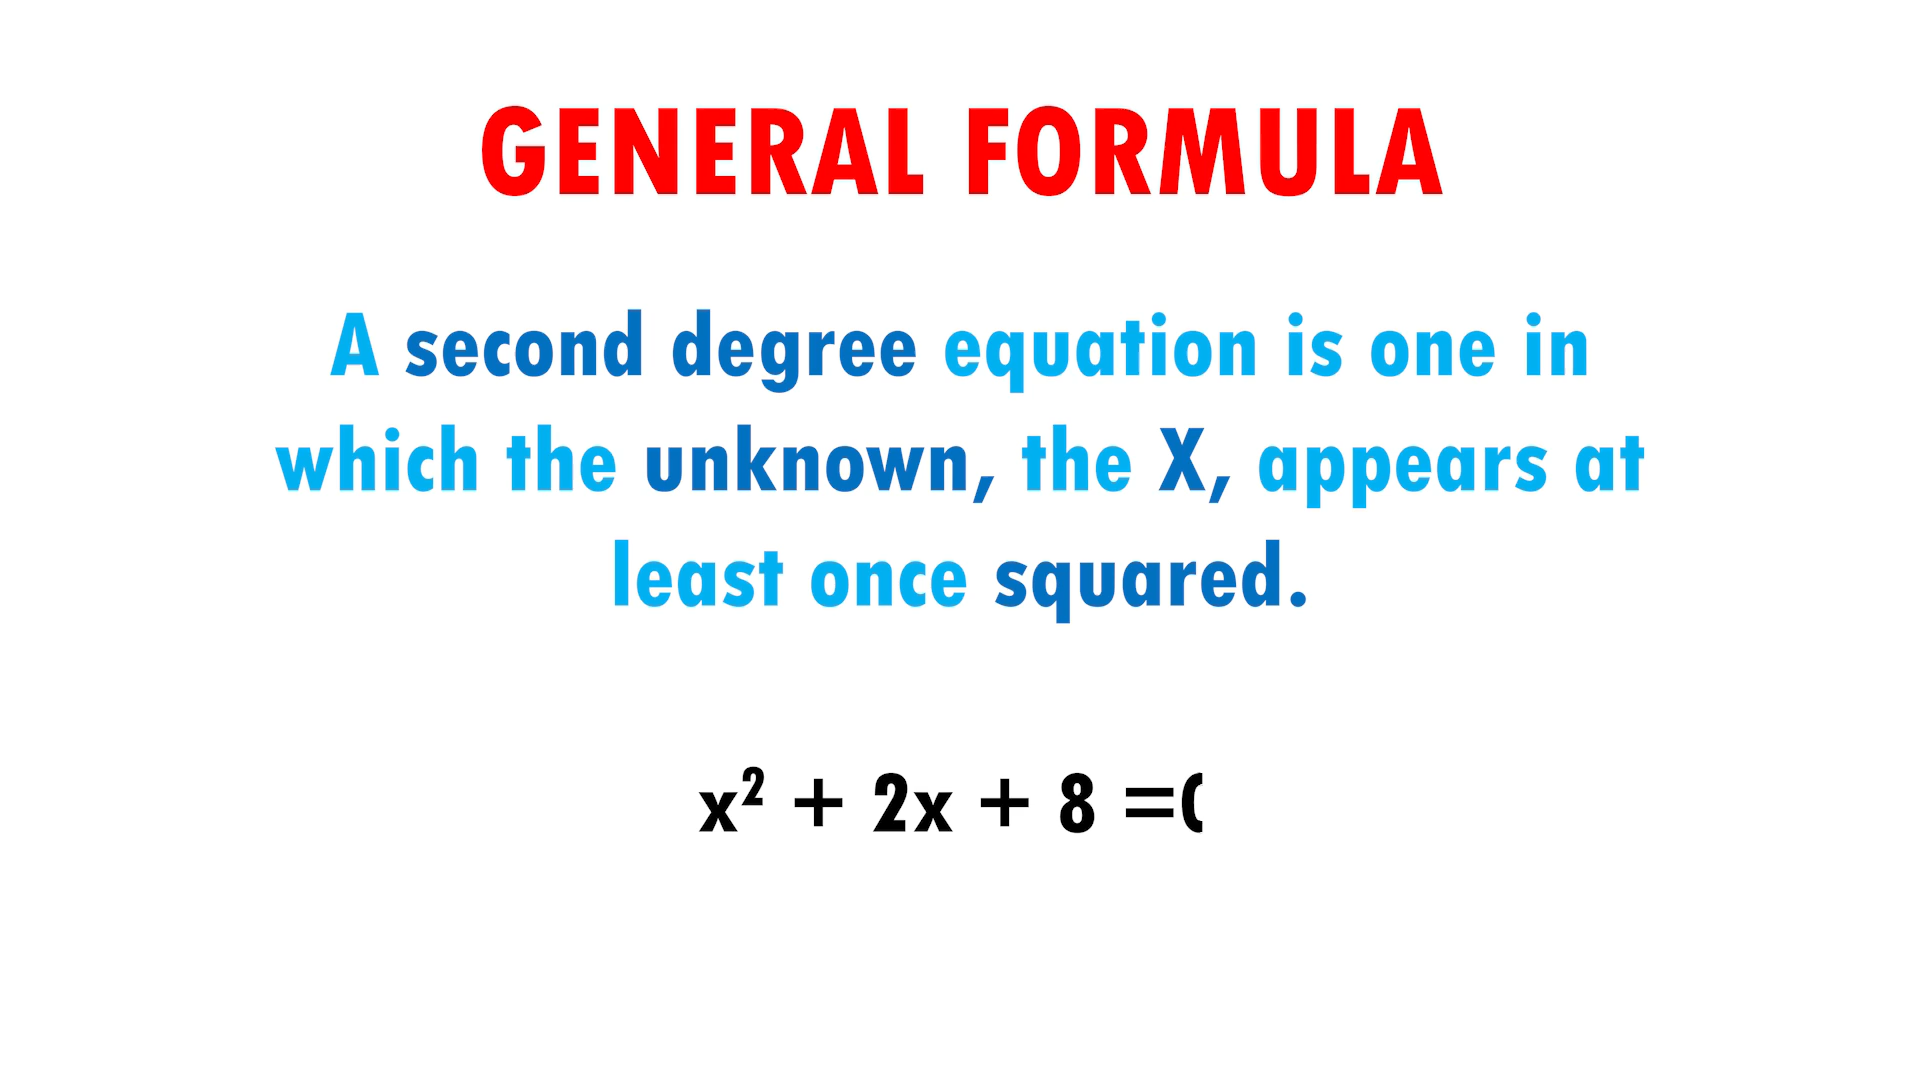 GENERAL FORMULA
A second degree equation is one in
which the unknown, the X, appears at
least once squared.
x² + 2x + 8 =0